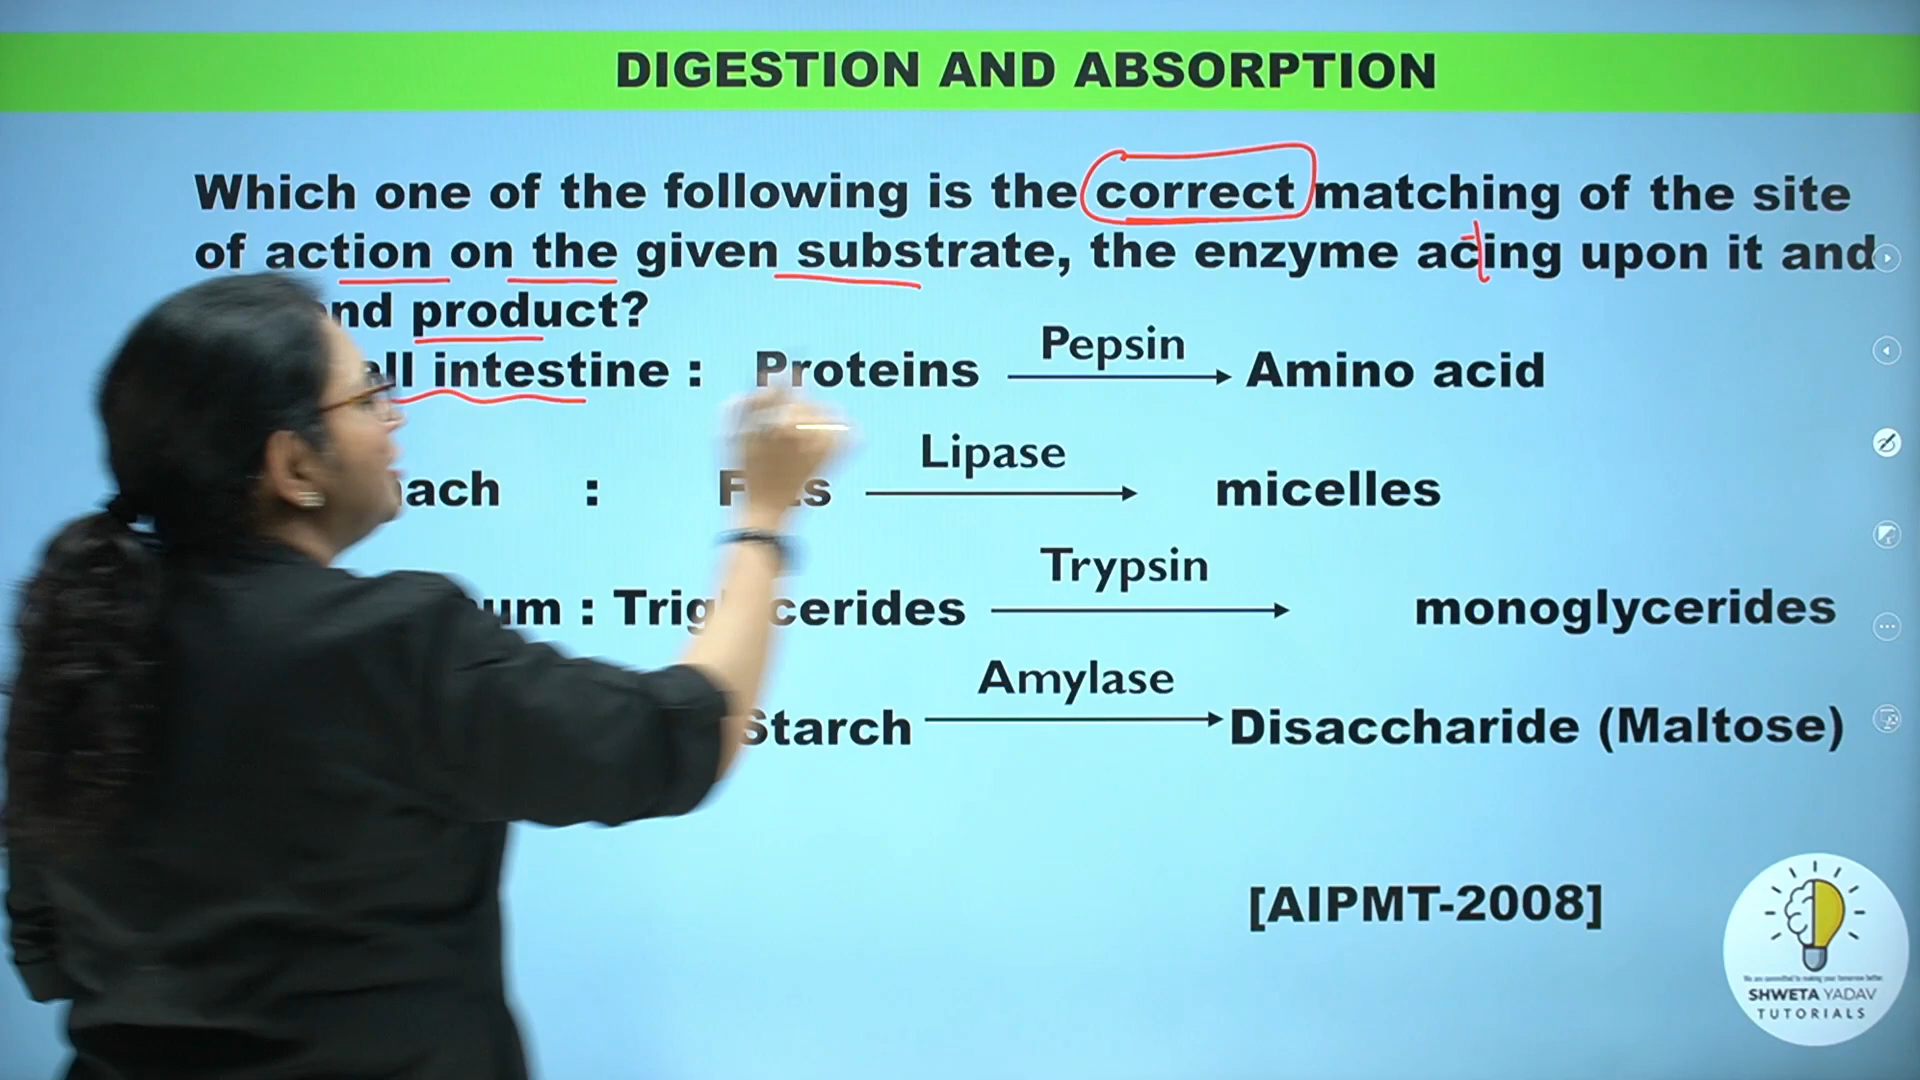 DIGESTION AND ABSORPTION
Which one of the following is the correct matching of the site
of action on the given substrate, the enzyme acing upon it and
nd product?
ll intestine : Proteins Pepsin Amino acid
ach : Lipase micelles
um : Triglycerides Trypsin monoglycerides
Starch Amylase Disaccharide (Maltose)
[AIPMT-2008]
SHWETA YADAV
TUTORIALS